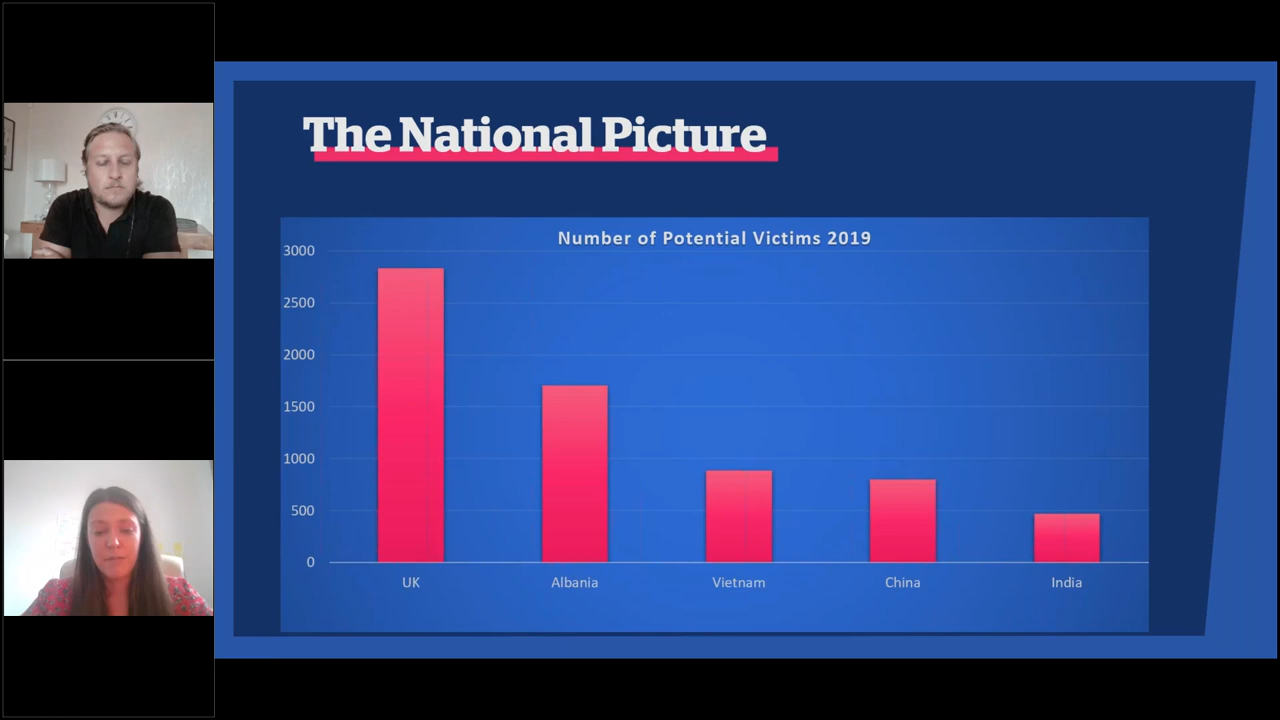 The National Picture
Number of Potential Victims 2019
3000
2500
2000
1500
1000
500
0
UK Albania Vietnam China India